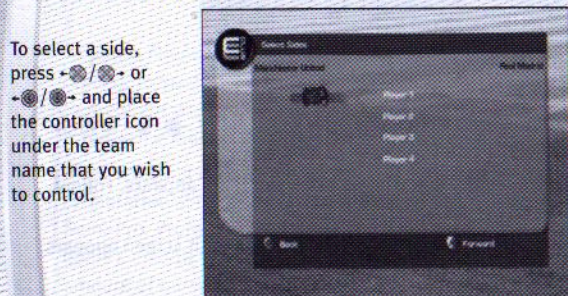 To select a side,
press ←/→ or
←/→ and place
the controller icon
under the team
name that you wish
to control.
Select Sides
Manchester United
Real Madrid
Player 1
Player 2
Player 3
Player 4
Back
Forward